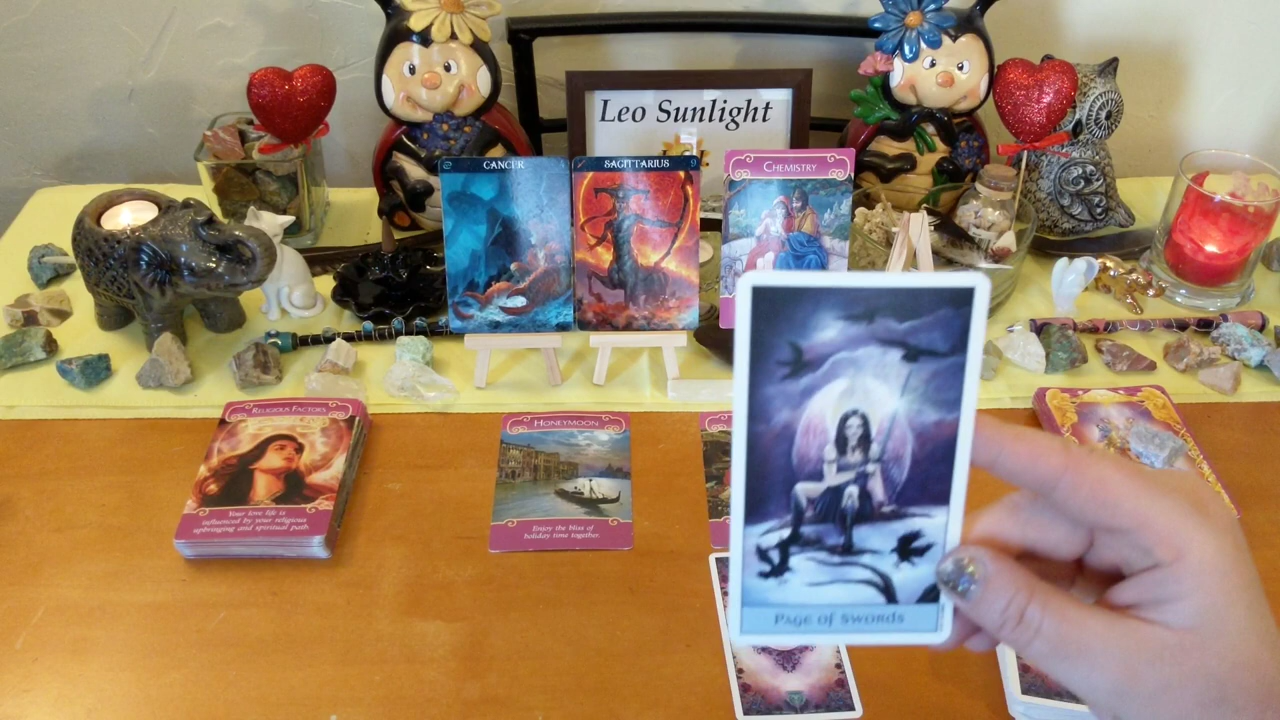 Leo Sunlight
CANCER
SAGITTARIUS 9
CHEMISTRY
RELIGIOUS FACTORS
Your love life is
influenced by your religious
upbringing and spiritual path.
HONEYMOON
Enjoy the bliss of
holiday time together.
PAGE OF SWORDS